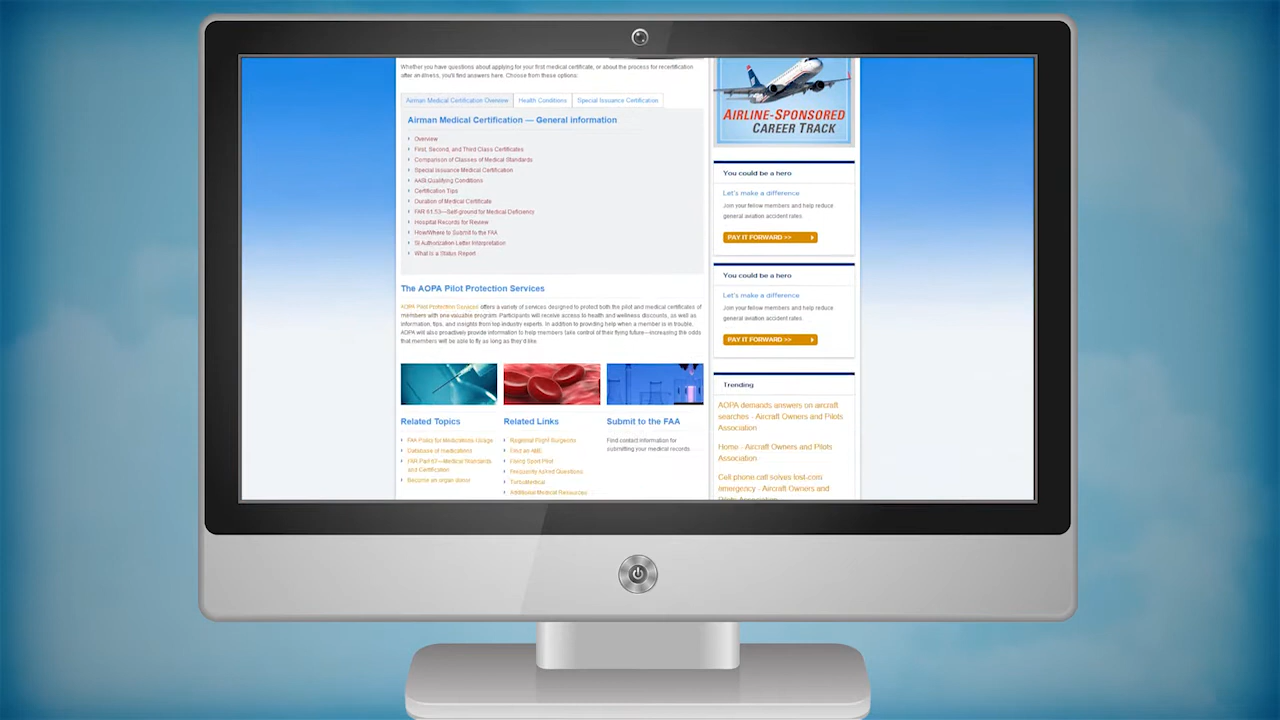 Whether you have questions about applying for your first medical certificate, or about the process for recertification
after an illness, you'll find answers here. Choose from these options.
Airman Medical Certification Overview
Health Conditions
Special Issuance Certification
Airman Medical Certification — General information
Overview
First, Second, and Third Class Certificates
Comparison of Classes of Medical Standards
Special Issuance Medical Certification
AASI Qualifying Conditions
Certification Tips
Duration of Medical Certificate
FAR 61.53—Self-ground for Medical Deficiency
Hospital Records for Review
How/Where to Submit to the FAA
SI Authorization Letter Interpretation
What is a Status Report
The AOPA Pilot Protection Services
AOPA Pilot Protection Services offers a variety of services designed to protect both the pilot and medical certificates of
members with one valuable program. Participants will receive access to health and wellness discounts, as well as
information, tips, and insights from top industry experts. In addition to providing help when a member is in trouble,
AOPA will also proactively provide information to help members take control of their flying future—increasing the odds
that members will be able to fly as long as they'd like.
Related Topics
FAA Policy for Medications Usage
Database of medications
FAR Part 67—Medical Standards
and Certification
Become an organ donor
Related Links
Regional Flight Surgeons
Find an AME
Flying Sport Pilot
Frequently Asked Questions
TurboMedical
Additional Medical Resources
Submit to the FAA
Find contact information for
submitting your medical records
AIRLINE-SPONSORED
CAREER TRACK
You could be a hero
Let's make a difference
Join your fellow members and help reduce
general aviation accident rates.
PAY IT FORWARD >>
You could be a hero
Let's make a difference
Join your fellow members and help reduce
general aviation accident rates.
PAY IT FORWARD >>
Trending
AOPA demands answers on aircraft
searches - Aircraft Owners and Pilots
Association
Home - Aircraft Owners and Pilots
Association
Cell phone call solves lost-com
emergency - Aircraft Owners and
Pilots Association